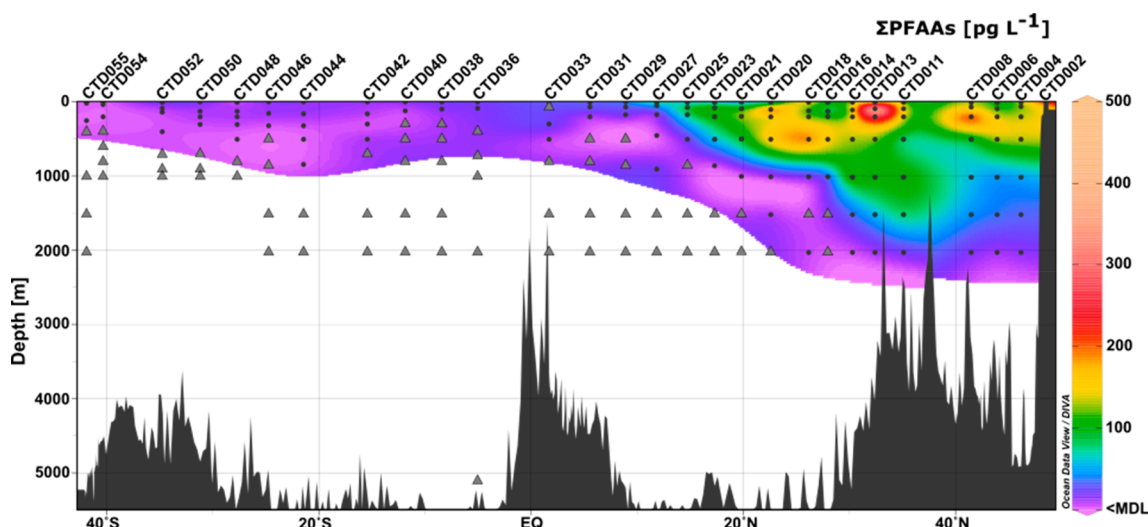 ΣPFAAs [pg L⁻¹]
CTD055
CTD054
CTD052
CTD050
CTD048
CTD046
CTD044
CTD042
CTD040
CTD038
CTD036
CTD033
CTD031
CTD029
CTD027
CTD025
CTD023
CTD021
CTD020
CTD018
CTD016
CTD014
CTD013
CTD011
CTD008
CTD006
CTD004
CTD002
Depth [m]
0
1000
2000
3000
4000
5000
40˚S
20˚S
EQ
20˚N
40˚N
500
400
300
200
100
<MDL
Ocean Data View / DIVA